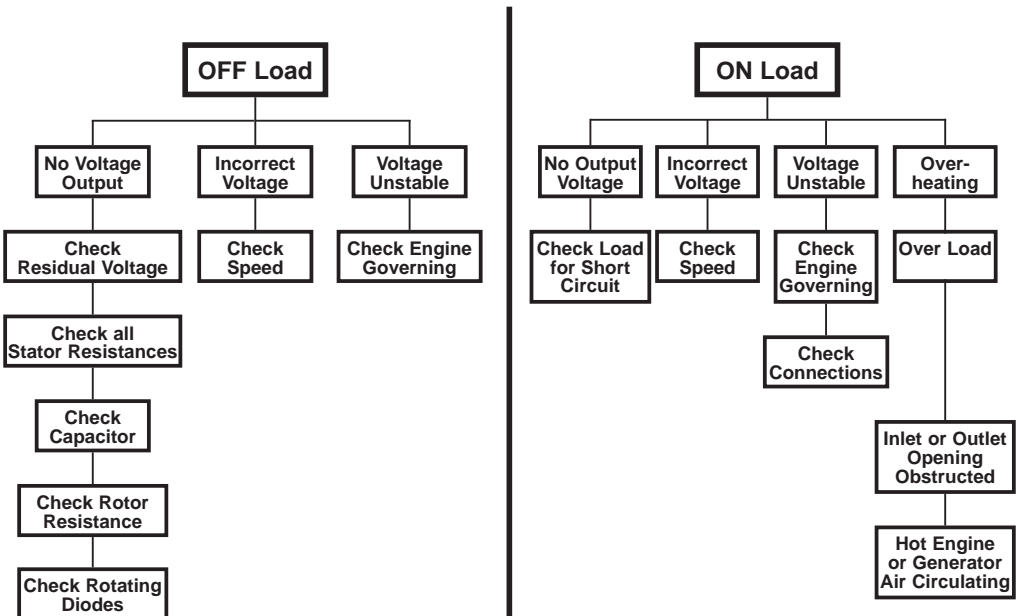 OFF Load
No Voltage
Output
Incorrect
Voltage
Voltage
Unstable
Check
Residual Voltage
Check
Speed
Check Engine
Governing
Check all
Stator Resistances
Check
Capacitor
Check Rotor
Resistance
Check Rotating
Diodes
ON Load
No Output
Voltage
Incorrect
Voltage
Voltage
Unstable
Over-
heating
Check Load
for Short
Circuit
Check
Speed
Check
Engine
Governing
Over Load
Check
Connections
Inlet or Outlet
Opening
Obstructed
Hot Engine
or Generator
Air Circulating